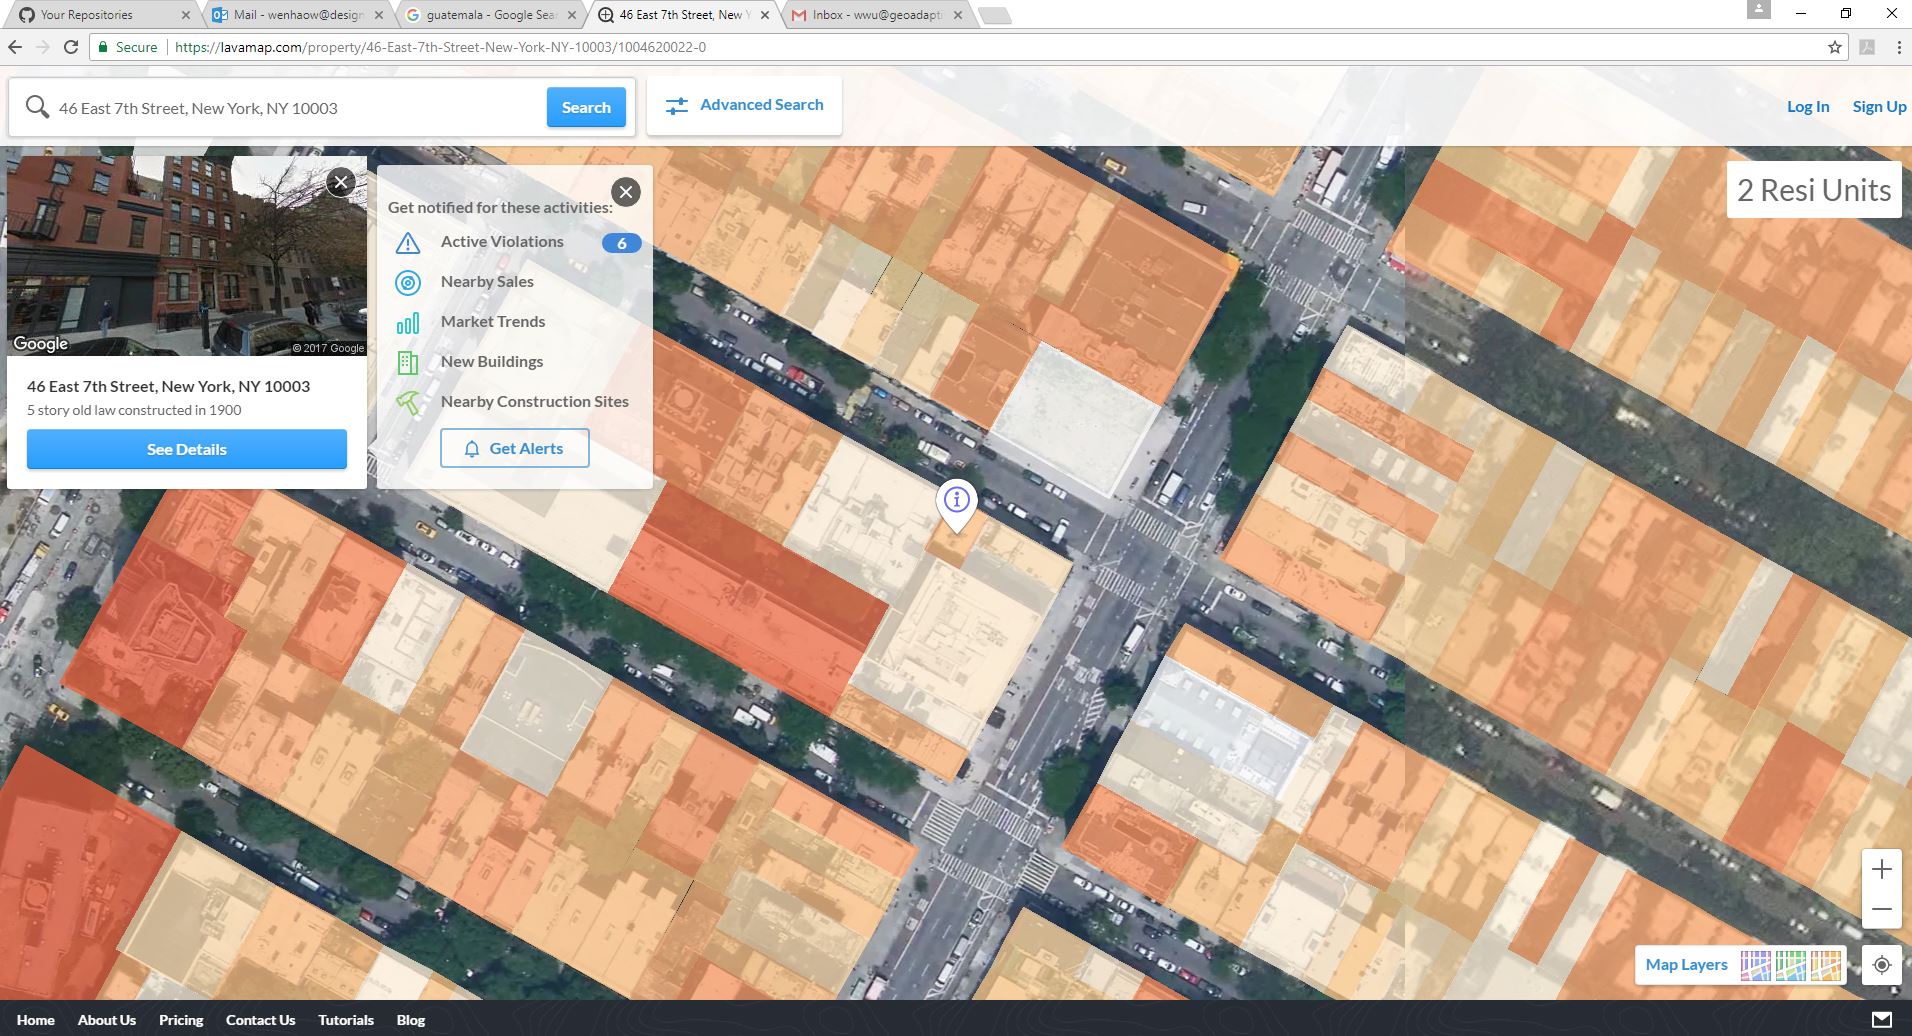 Your Repositories
Mail - wenhaow@design
guatemala - Google Sear
46 East 7th Street, New Y
Inbox - wwu@geoadapti
Secure
https://lavamap.com/property/46-East-7th-Street-New-York-NY-10003/1004620022-0
46 East 7th Street, New York, NY 10003
Search
Advanced Search
Log In
Sign Up
2 Resi Units
Google
© 2017 Google
46 East 7th Street, New York, NY 10003
5 story old law constructed in 1900
See Details
Get notified for these activities:
Active Violations
6
Nearby Sales
Market Trends
New Buildings
Nearby Construction Sites
Get Alerts
Map Layers
Home
About Us
Pricing
Contact Us
Tutorials
Blog